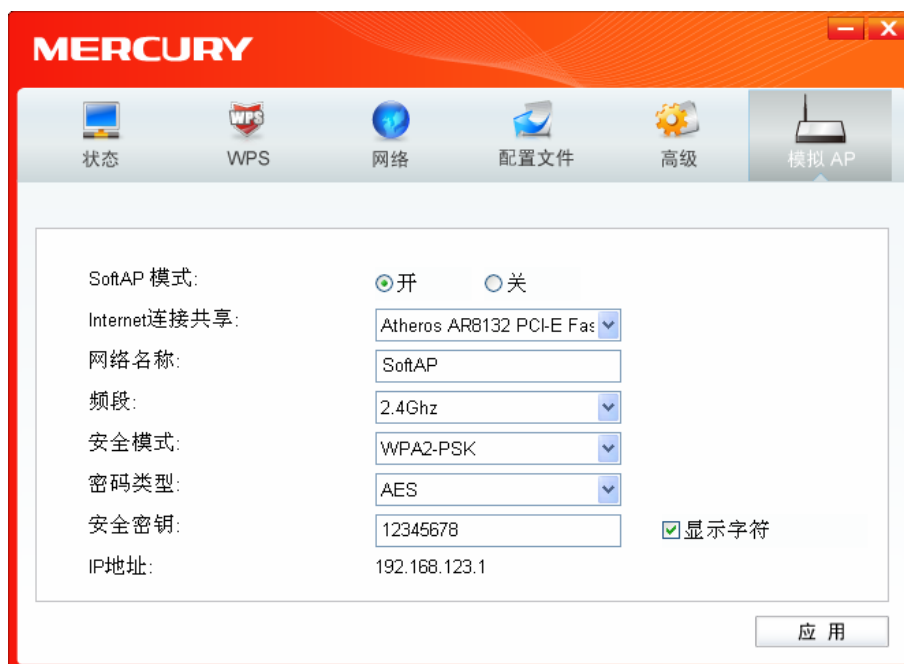 MERCURY
状态 WPS 网络 配置文件 高级 模拟 AP
SoftAP 模式: 开 关
Internet连接共享: Atheros AR8132 PCI-E Fas
网络名称: SoftAP
频段: 2.4Ghz
安全模式: WPA2-PSK
密码类型: AES
安全密钥: 12345678 显示字符
IP地址: 192.168.123.1
应 用